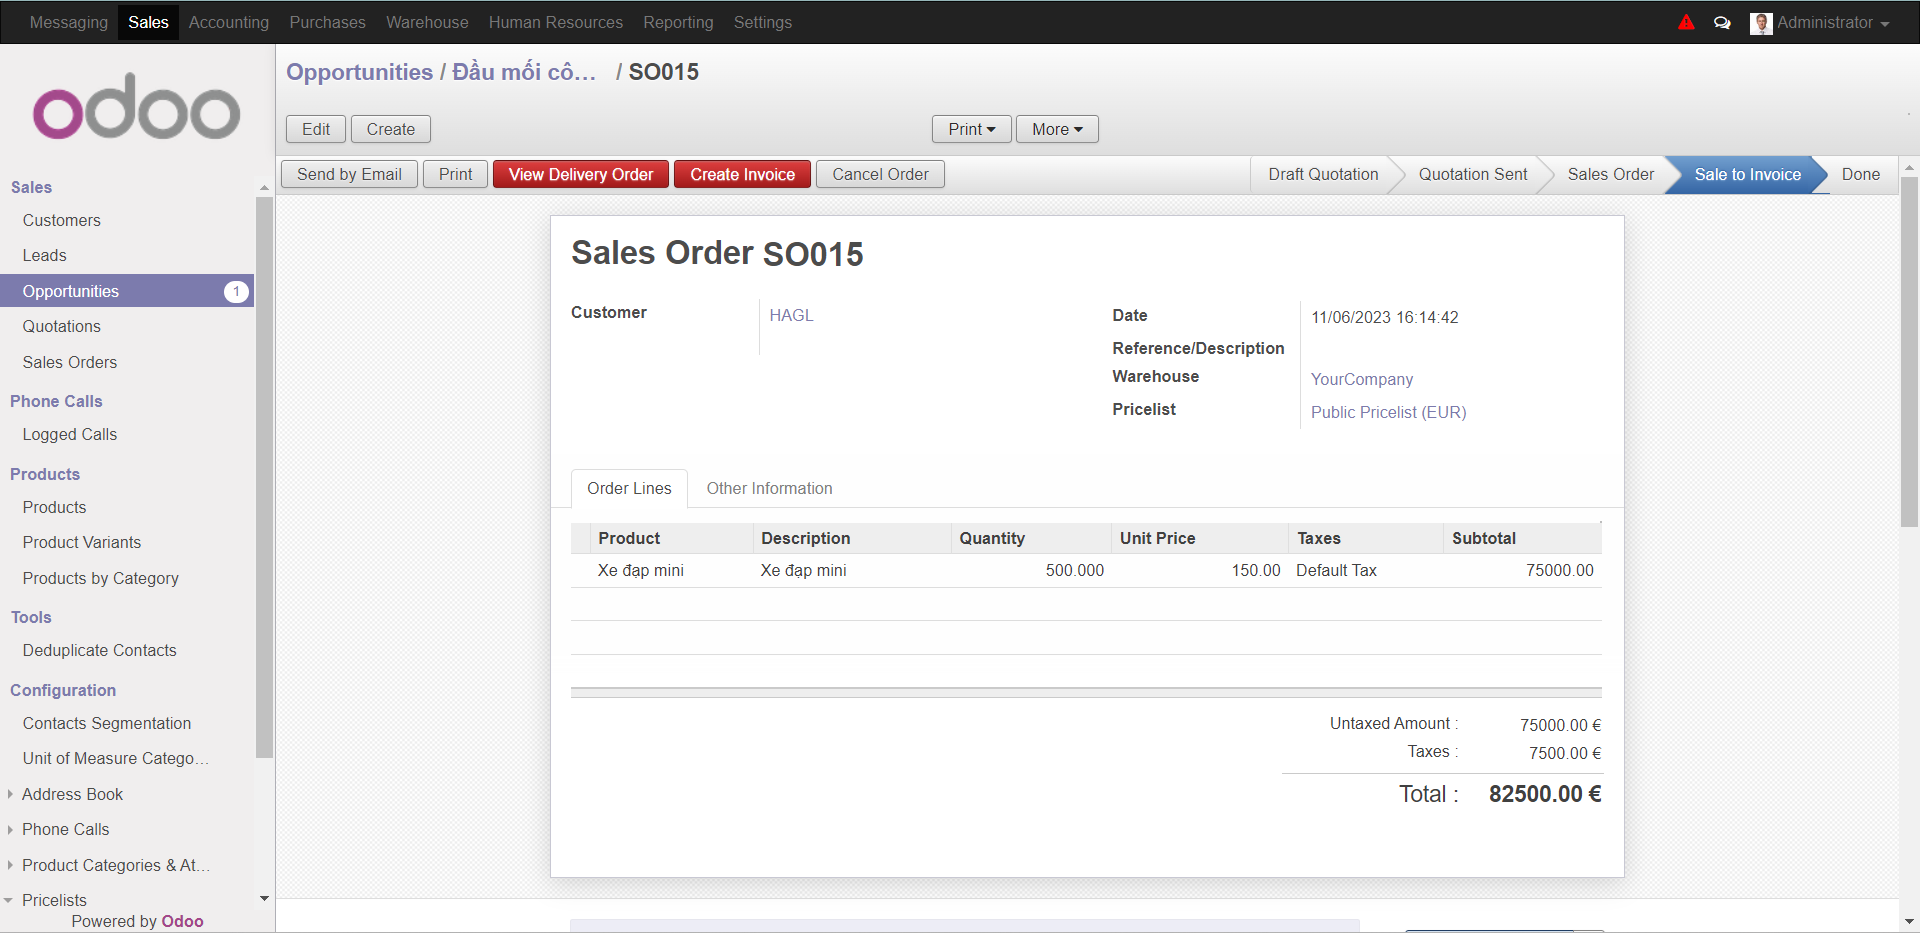 Messaging Sales Accounting Purchases Warehouse Human Resources Reporting Settings Administrator
odoo
Sales
Customers
Leads
Opportunities 1
Quotations
Sales Orders
Phone Calls
Logged Calls
Products
Products
Product Variants
Products by Category
Tools
Deduplicate Contacts
Configuration
Contacts Segmentation
Unit of Measure Catego...
Address Book
Phone Calls
Product Categories & At...
Pricelists
Powered by Odoo
Opportunities / Đầu mối cô... / SO015
Edit Create Print More
Send by Email Print View Delivery Order Create Invoice Cancel Order Draft Quotation Quotation Sent Sales Order Sale to Invoice Done
Sales Order SO015
Customer HAGL
Date 11/06/2023 16:14:42
Reference/Description
Warehouse YourCompany
Pricelist Public Pricelist (EUR)
Order Lines Other Information
Product Description Quantity Unit Price Taxes Subtotal
Xe đạp mini Xe đạp mini 500.000 150.00 Default Tax 75000.00
Untaxed Amount : 75000.00 €
Taxes : 7500.00 €
Total : 82500.00 €